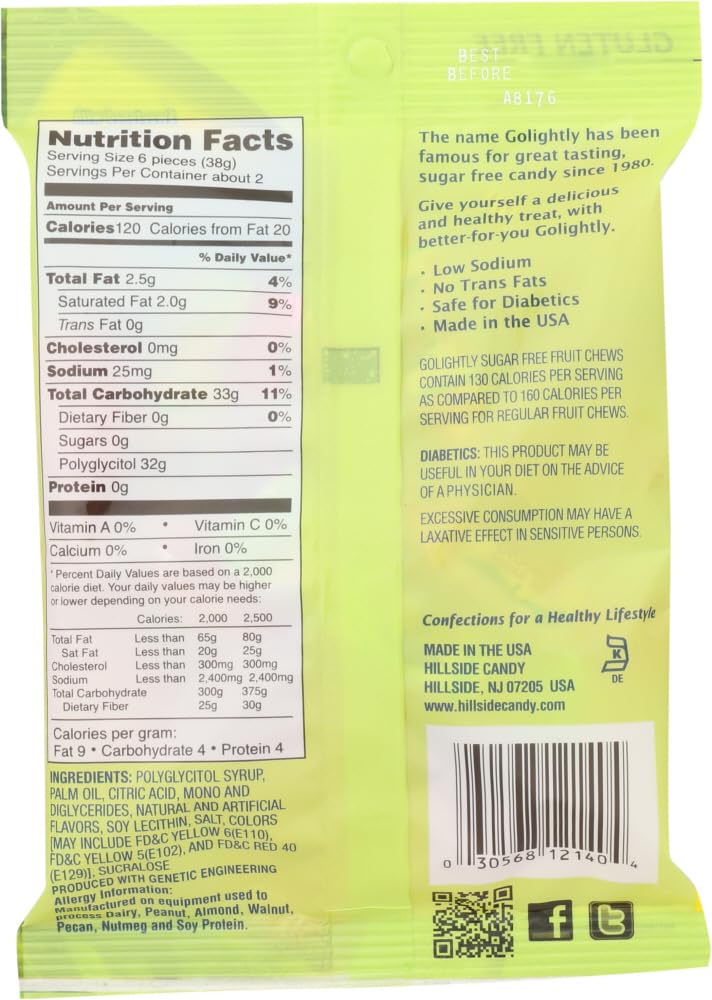 GLUTEN FREE
BEST
BEFORE
A8176
Nutrition Facts
Serving Size 6 pieces (38g)
Servings Per Container about 2
Amount Per Serving
Calories 120 Calories from Fat 20
% Daily Value*
Total Fat 2.5g 4%
Saturated Fat 2.0g 9%
Trans Fat 0g
Cholesterol 0mg 0%
Sodium 25mg 1%
Total Carbohydrate 33g 11%
Dietary Fiber 0g 0%
Sugars 0g
Polyglycitol 32g
Protein 0g
Vitamin A 0% • Vitamin C 0%
Calcium 0% • Iron 0%
*Percent Daily Values are based on a 2,000
calorie diet. Your daily values may be higher
or lower depending on your calorie needs:
Calories: 2,000 2,500
Total Fat Less than 65g 80g
Sat Fat Less than 20g 25g
Cholesterol Less than 300mg 300mg
Sodium Less than 2,400mg 2,400mg
Total Carbohydrate 300g 375g
Dietary Fiber 25g 30g
Calories per gram:
Fat 9 • Carbohydrate 4 • Protein 4
INGREDIENTS: POLYGLYCITOL SYRUP,
PALM OIL, CITRIC ACID, MONO AND
DIGLYCERIDES, NATURAL AND ARTIFICIAL
FLAVORS, SOY LECITHIN, SALT, COLORS
[MAY INCLUDE FD&C YELLOW 6(E110),
FD&C YELLOW 5(E102), AND FD&C RED 40
(E129)], SUCRALOSE
PRODUCED WITH GENETIC ENGINEERING
Allergy Information:
Manufactured on equipment used to
process Dairy, Peanut, Almond, Walnut,
Pecan, Nutmeg and Soy Protein.
The name Golightly has been
famous for great tasting,
sugar free candy since 1980.
Give yourself a delicious
and healthy treat, with
better-for-you Golightly.
• Low Sodium
• No Trans Fats
• Safe for Diabetics
• Made in the USA
GOLIGHTLY SUGAR FREE FRUIT CHEWS
CONTAIN 130 CALORIES PER SERVING
AS COMPARED TO 160 CALORIES PER
SERVING FOR REGULAR FRUIT CHEWS.
DIABETICS: THIS PRODUCT MAY BE
USEFUL IN YOUR DIET ON THE ADVICE
OF A PHYSICIAN.
EXCESSIVE CONSUMPTION MAY HAVE A
LAXATIVE EFFECT IN SENSITIVE PERSONS.
Confections for a Healthy Lifestyle
MADE IN THE USA
HILLSIDE CANDY
HILLSIDE, NJ 07205 USA
www.hillsidecandy.com
K
DE
0 30568 12140 4
f t